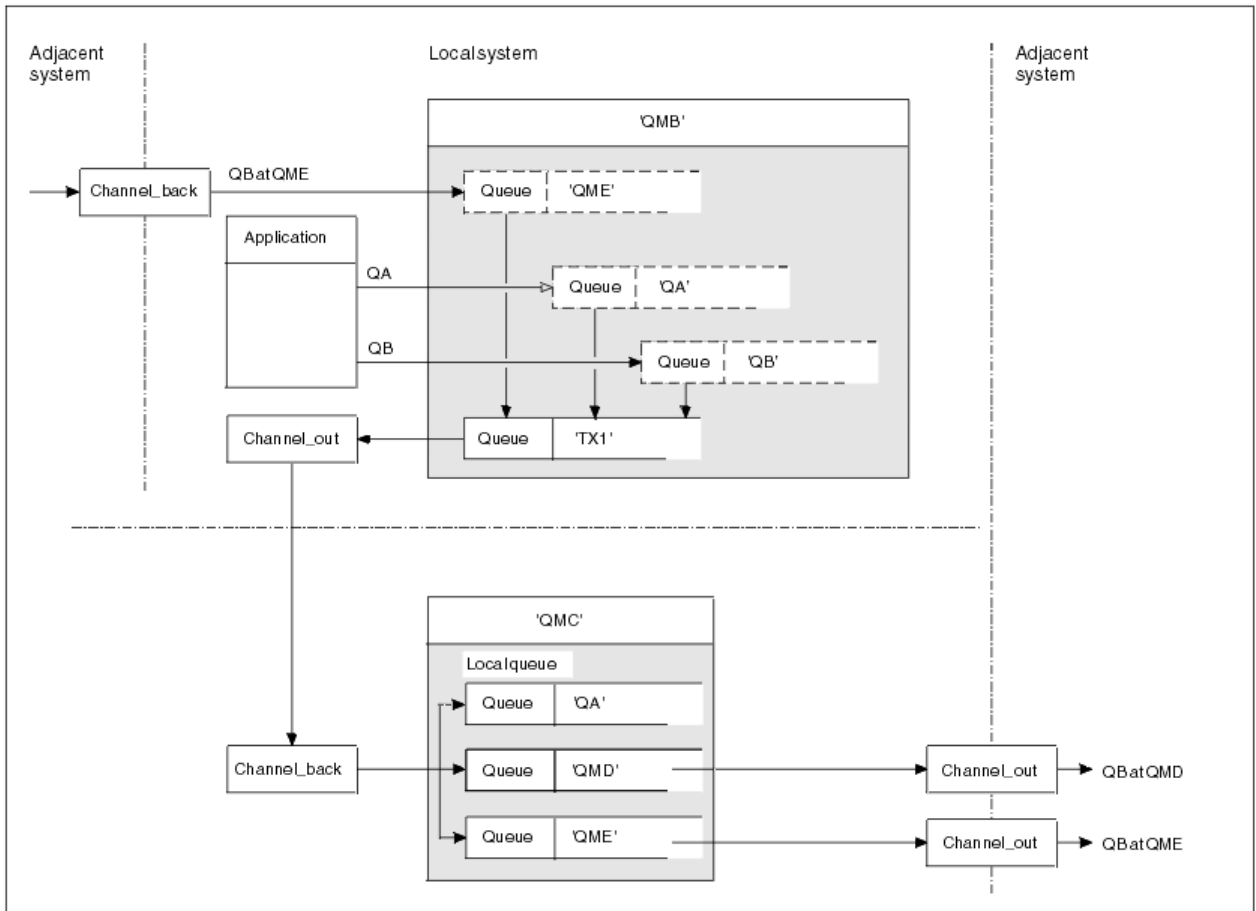 Adjacent
system
Localsystem
Adjacent
system
'QMB'
Channel_back
QBatQME
Queue
'QME'
Application
QA
Queue
'QA'
QB
Queue
'QB'
Channel_out
Queue
'TX1'
'QMC'
Localqueue
Queue
'QA'
Channel_back
Queue
'QMD'
Channel_out
QBatQMD
Queue
'QME'
Channel_out
QBatQME